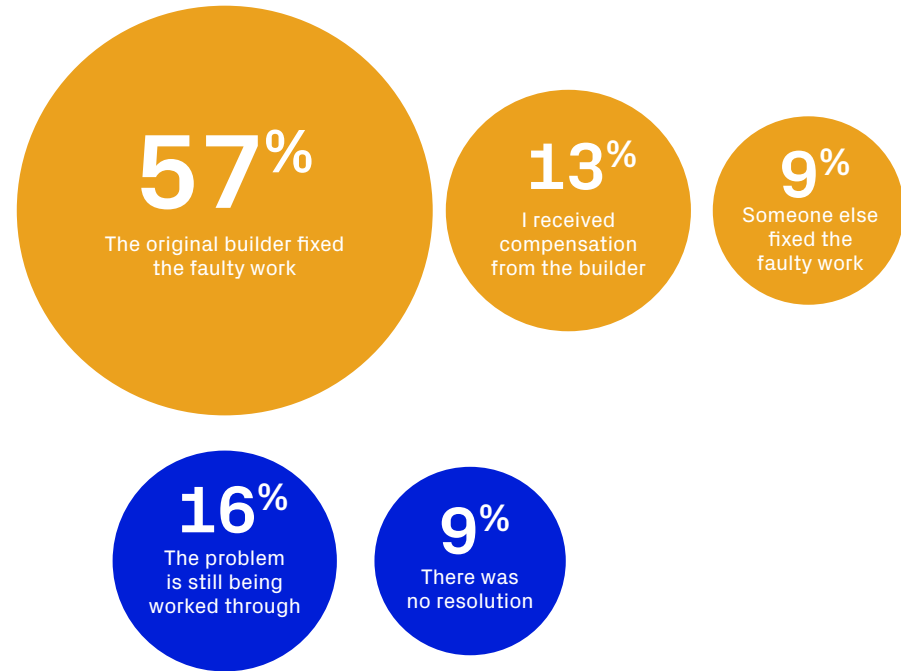 57%
The original builder fixed
the faulty work
13%
I received
compensation
from the builder
9%
Someone else
fixed the
faulty work
16%
The problem
is still being
worked through
9%
There was
no resolution